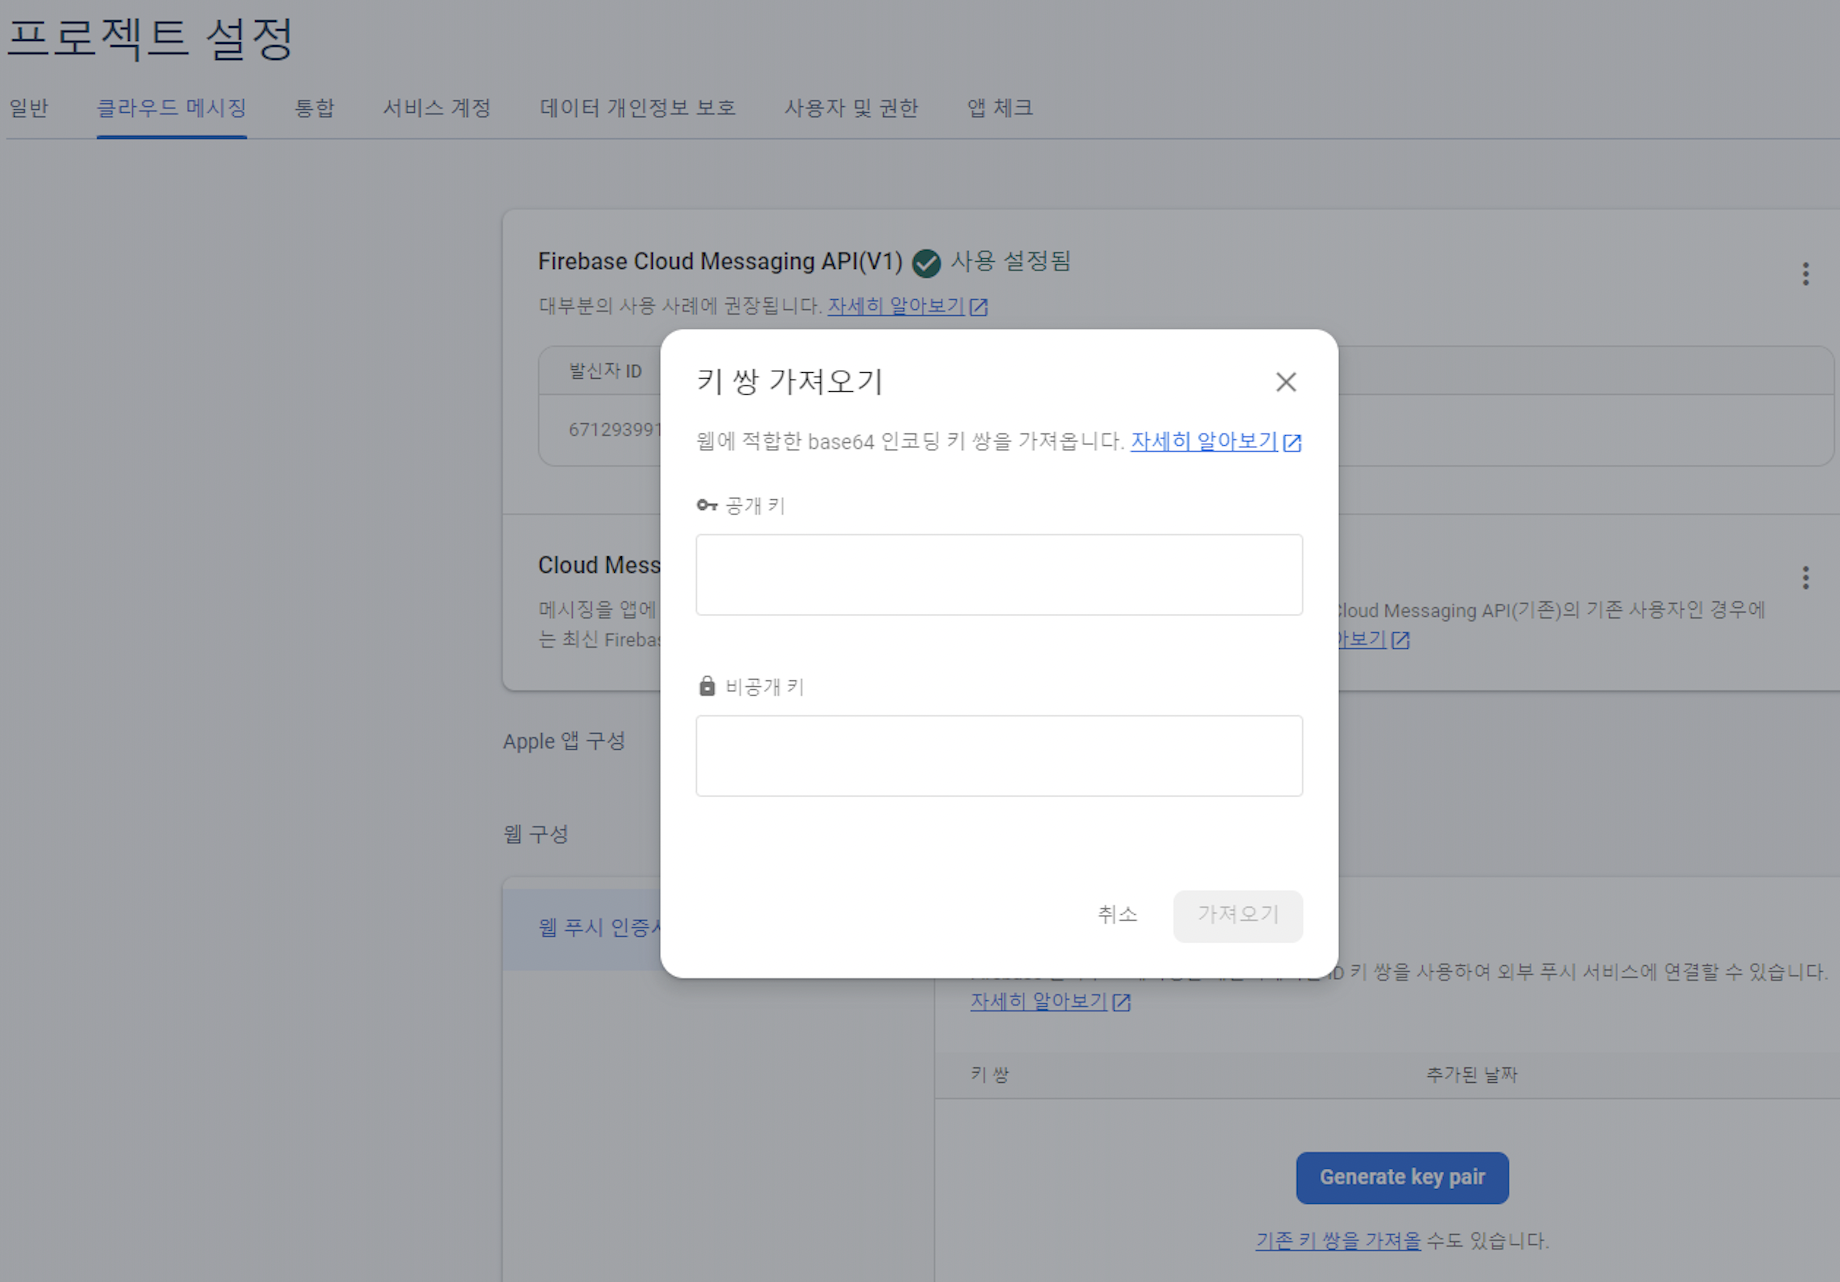 프로젝트 설정
일반 클라우드 메시징 통합 서비스 계정 데이터 개인정보 보호 사용자 및 권한 앱 체크
Firebase Cloud Messaging API(V1) 사용 설정됨
대부분의 사용 사례에 권장됩니다. 자세히 알아보기
발신자 ID
671293991
키 쌍 가져오기
웹에 적합한 base64 인코딩 키 쌍을 가져옵니다. 자세히 알아보기
공개 키
비공개 키
취소 가져오기
Cloud Mess
메시징을 앱에 Cloud Messaging API(기존)의 기존 사용자인 경우에
는 최신 Firebas 아보기
Apple 앱 구성
웹 구성
웹 푸시 인증서
ID 키 쌍을 사용하여 외부 푸시 서비스에 연결할 수 있습니다.
자세히 알아보기
키 쌍 추가된 날짜
Generate key pair
기존 키 쌍을 가져올 수도 있습니다.